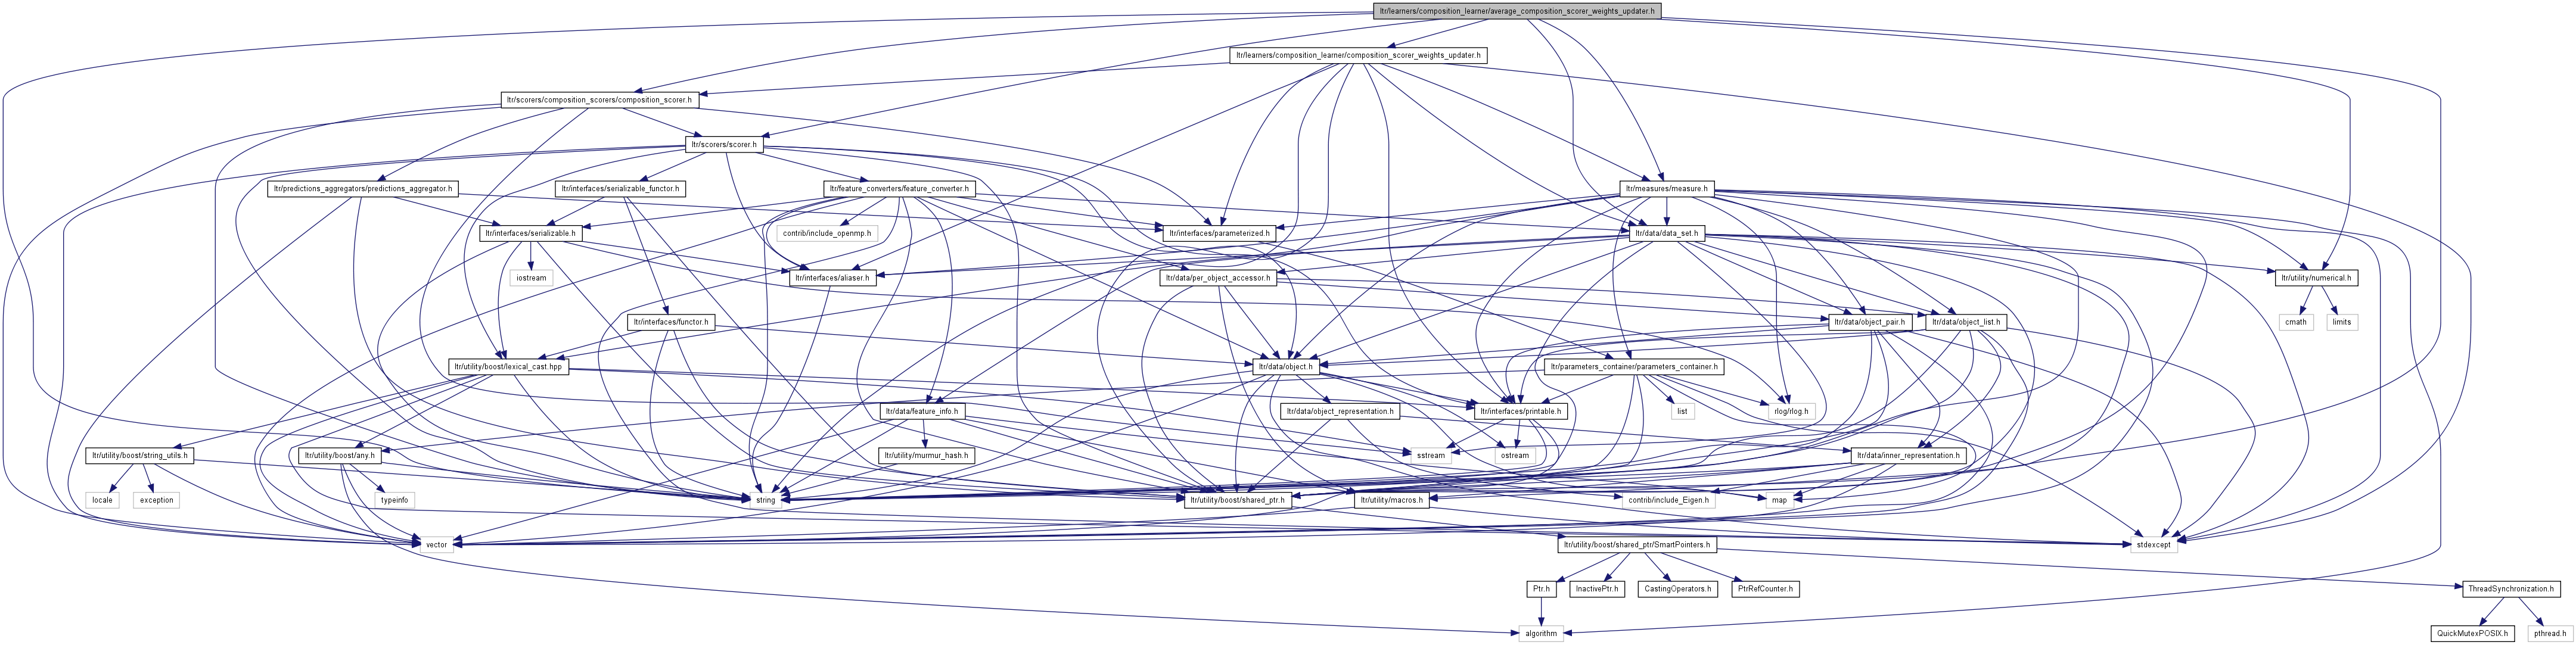 ltr/learners/composition_learner/average_composition_scorer_weights_updater.h
ltr/learners/composition_learner/composition_scorer_weights_updater.h
ltr/scorers/composition_scorers/composition_scorer.h
ltr/scorers/scorer.h
ltr/predictions_aggregators/predictions_aggregator.h
ltr/interfaces/serializable_functor.h
ltr/feature_converters/feature_converter.h
ltr/measures/measure.h
ltr/interfaces/serializable.h
contrib/include_openmp.h
ltr/interfaces/parameterized.h
ltr/data/data_set.h
iostream
ltr/interfaces/aliaser.h
ltr/data/per_object_accessor.h
ltr/utility/numerical.h
ltr/interfaces/functor.h
ltr/data/object_pair.h
ltr/data/object_list.h
cmath
limits
ltr/utility/boost/lexical_cast.hpp
ltr/data/object.h
ltr/parameters_container/parameters_container.h
ltr/data/feature_info.h
ltr/data/object_representation.h
ltr/interfaces/printable.h
list
rlog/rlog.h
ltr/utility/boost/string_utils.h
ltr/utility/boost/any.h
ltr/utility/murmur_hash.h
sstream
ostream
ltr/data/inner_representation.h
locale
exception
typeinfo
string
ltr/utility/boost/shared_ptr.h
ltr/utility/macros.h
contrib/include_Eigen.h
map
vector
ltr/utility/boost/shared_ptr/SmartPointers.h
stdexcept
Ptr.h
InactivePtr.h
CastingOperators.h
PtrRefCounter.h
ThreadSynchronization.h
algorithm
QuickMutexPOSIX.h
pthread.h